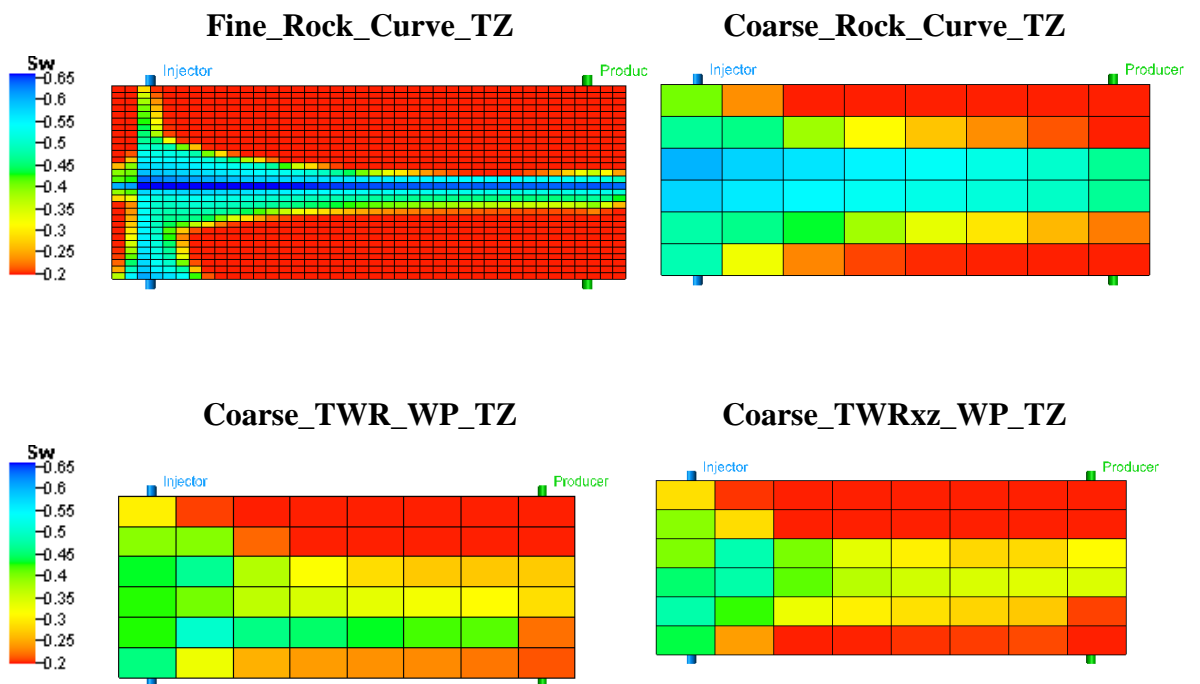 Fine_Rock_Curve_TZ
Coarse_Rock_Curve_TZ
Sw
0.65
0.6
0.55
0.5
0.45
0.4
0.35
0.3
0.25
0.2
Injector
Produc
Injector
Producer
Coarse_TWR_WP_TZ
Coarse_TWRxz_WP_TZ
Sw
0.65
0.6
0.55
0.5
0.45
0.4
0.35
0.3
0.25
0.2
Injector
Producer
Injector
Producer